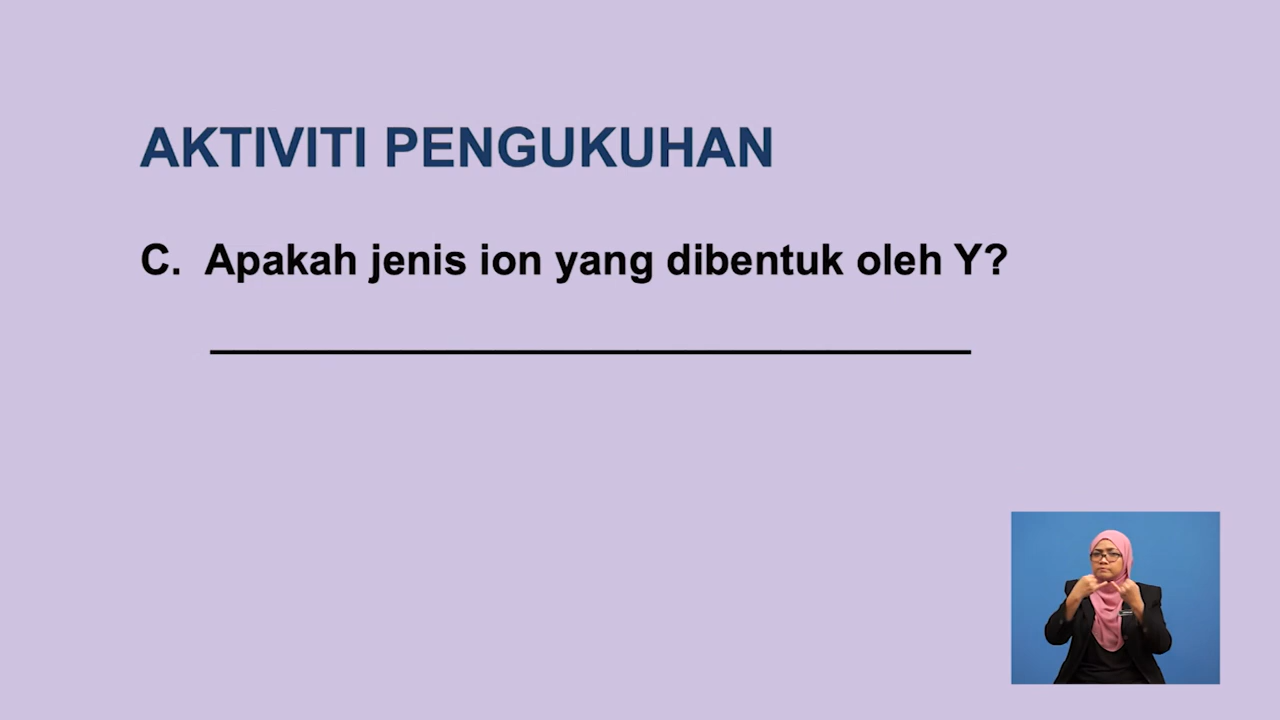 AKTIVITI PENGUKUHAN
C. Apakah jenis ion yang dibentuk oleh Y?